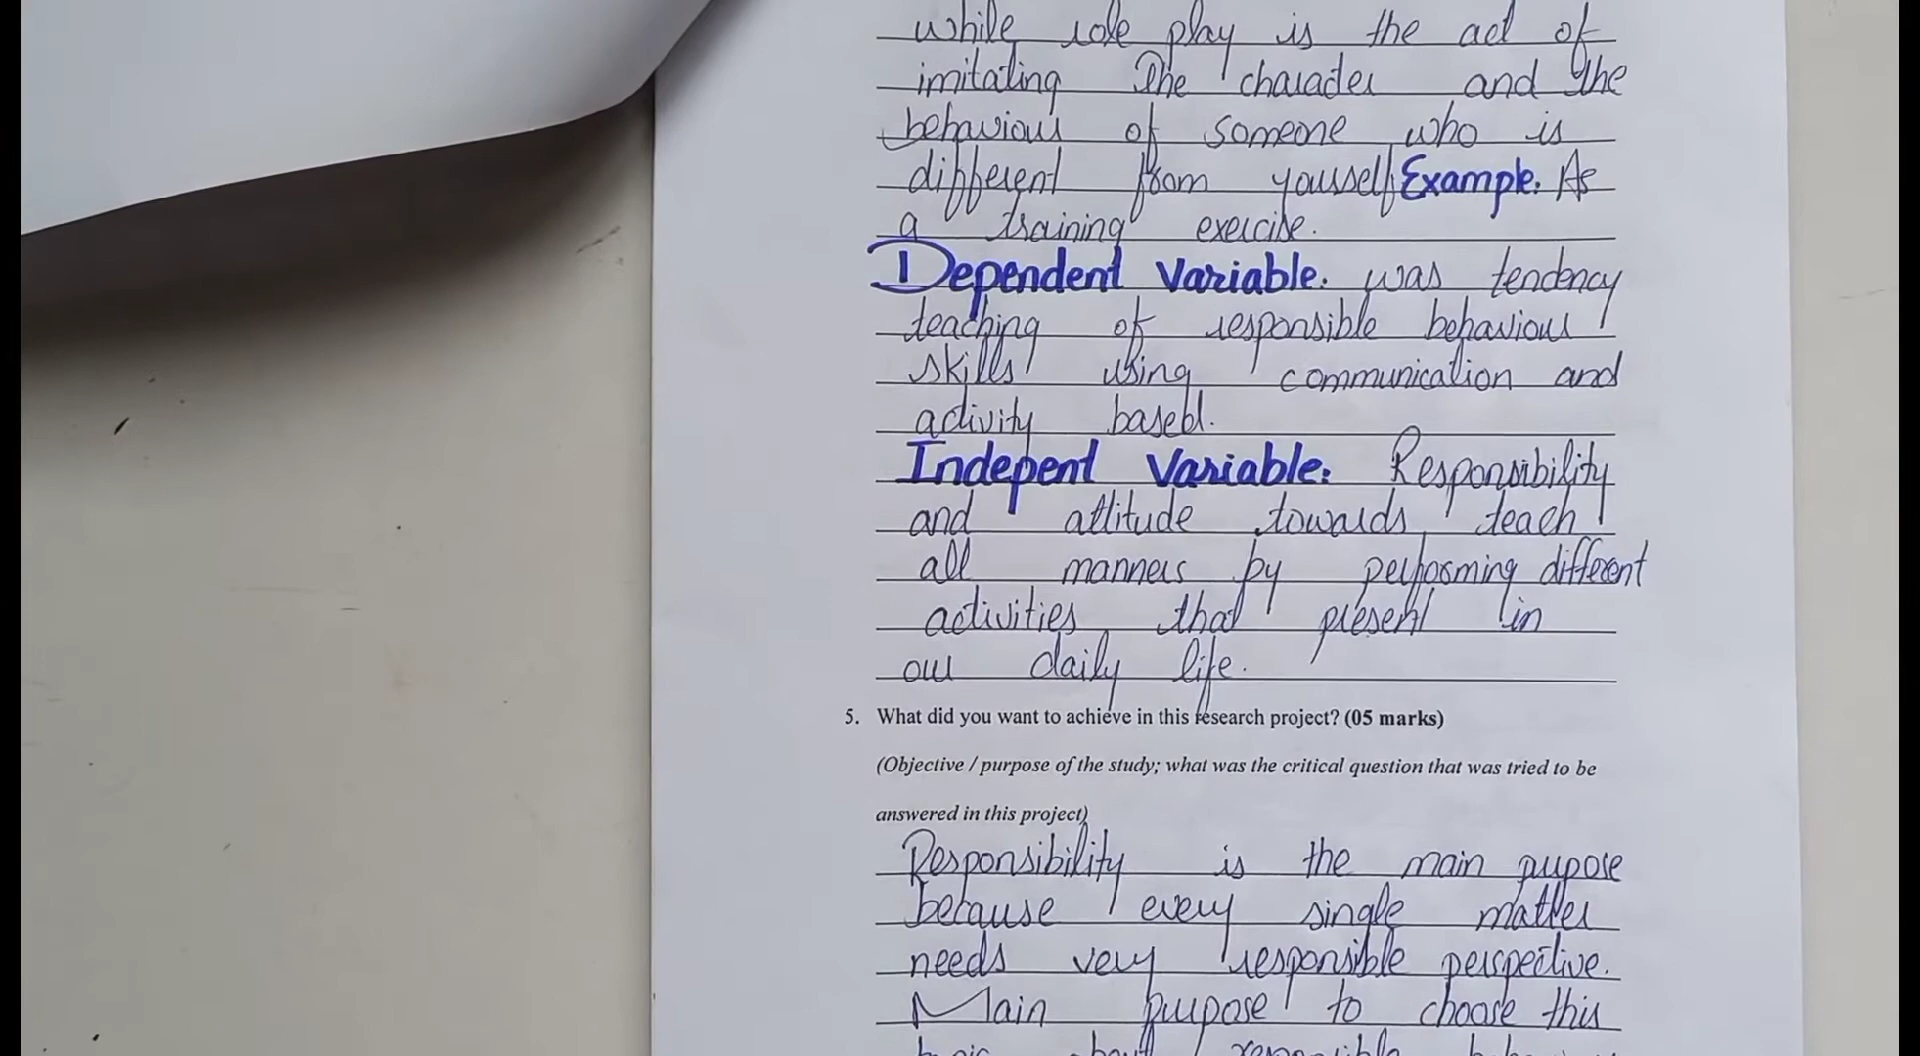 while role play is the act of
imitating The character and the
behaviour of someone who is
different from yourself Example. As
a training exercise.
Dependent Variable. was tendency
teaching of responsible behaviour
skills using communication and
activity based.
Indepent Variable: Responsibility
and attitude towards teach
all manners by performing different
activities that present in
our daily life.
5. What did you want to achieve in this research project? (05 marks)
(Objective / purpose of the study; what was the critical question that was tried to be
answered in this project)
Responsibility is the main pupose
because every single matter
needs very responsible perspective.
Main purpose to choose this